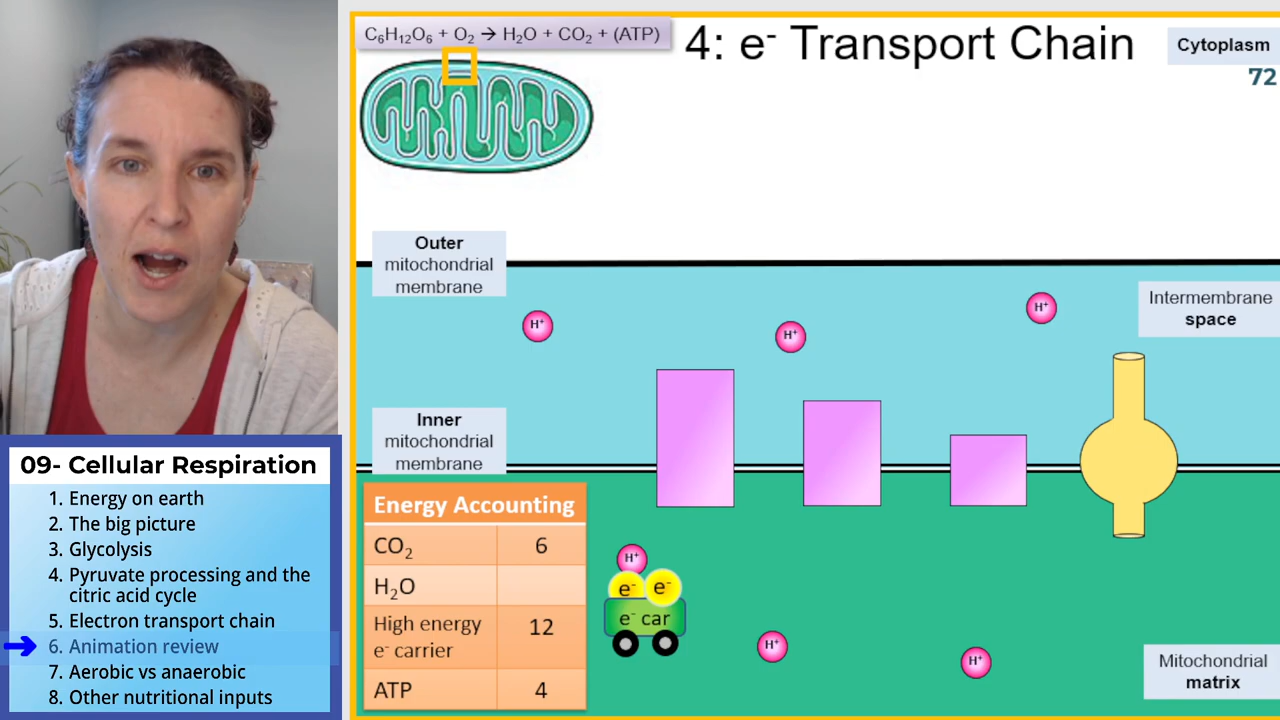 C₆H₁₂O₆ + O₂ → H₂O + CO₂ + (ATP)
4: e⁻ Transport Chain
Cytoplasm
72
Outer
mitochondrial
membrane
H⁺
H⁺
H⁺
Intermembrane
space
Inner
mitochondrial
membrane
09- Cellular Respiration
1. Energy on earth
2. The big picture
3. Glycolysis
4. Pyruvate processing and the
citric acid cycle
5. Electron transport chain
6. Animation review
7. Aerobic vs anaerobic
8. Other nutritional inputs
Energy Accounting
CO₂ 6
H₂O
High energy
e⁻ carrier 12
ATP 4
H⁺
e⁻ e⁻
e⁻ car
H⁺
H⁺
Mitochondrial
matrix